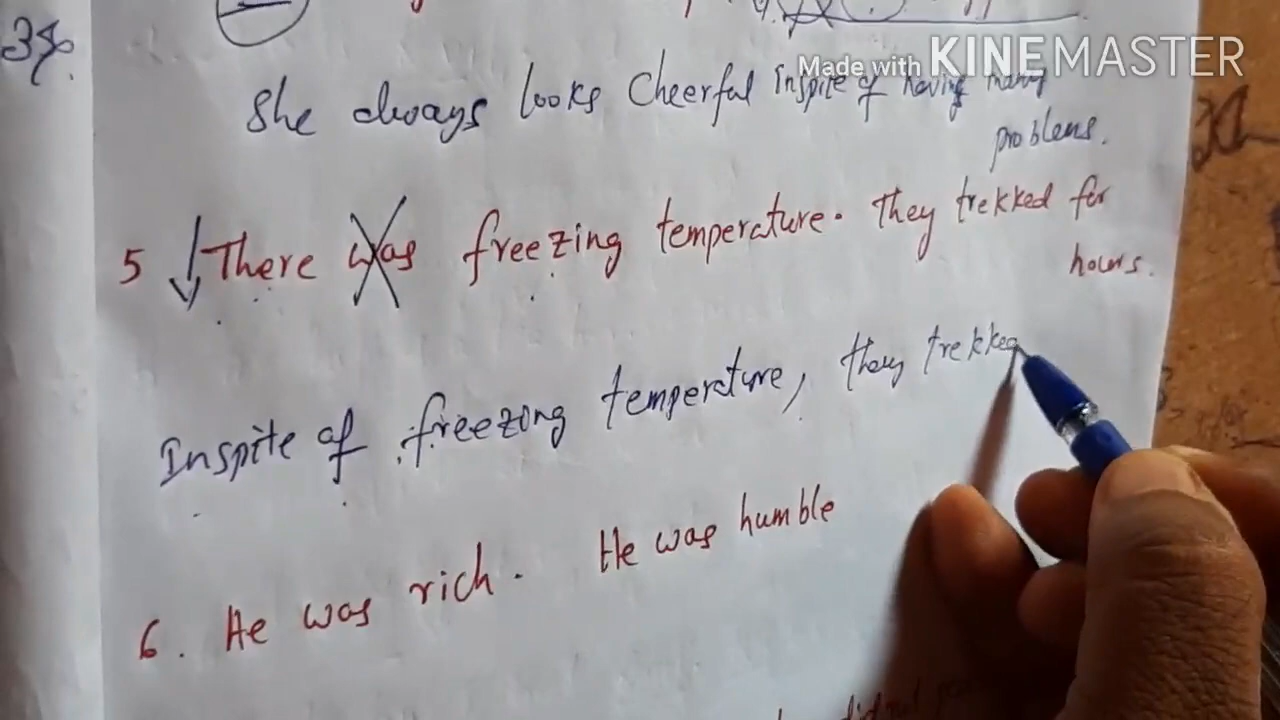 Made with KINEMASTER
She always looks Cheerful inspite of having many
problems.
5 There was freezing temperature. They trekked for
hours.
Inspite of freezing temperature, they trekked
6. He was rich. He was humble